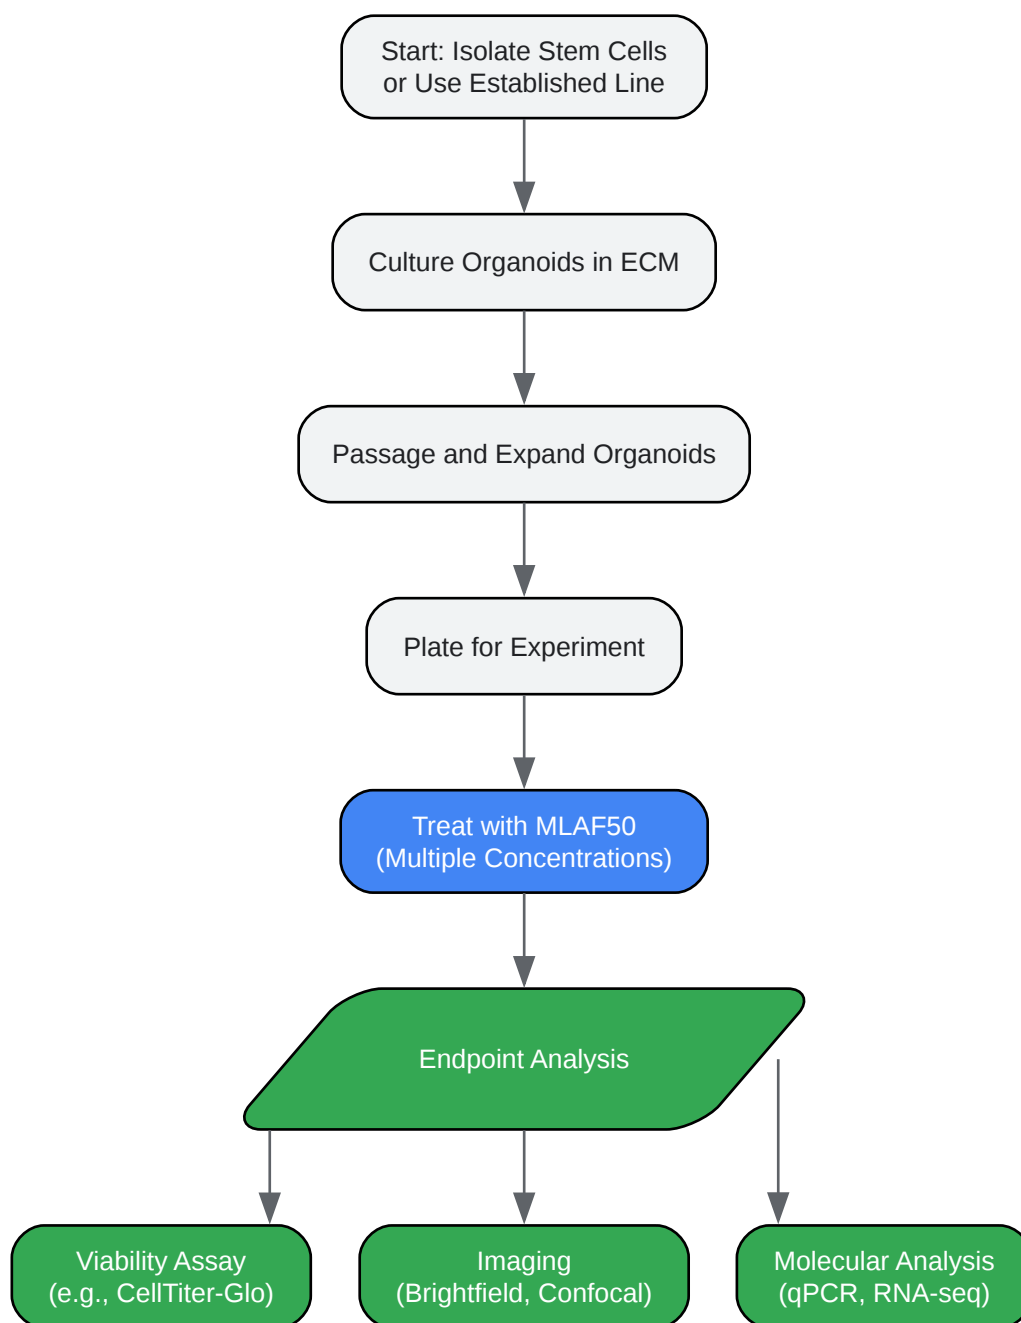 Start: Isolate Stem Cells
or Use Established Line
Culture Organoids in ECM
Passage and Expand Organoids
Plate for Experiment
Treat with MLAF50
(Multiple Concentrations)
Endpoint Analysis
Viability Assay
(e.g., CellTiter-Glo)
Imaging
(Brightfield, Confocal)
Molecular Analysis
(qPCR, RNA-seq)